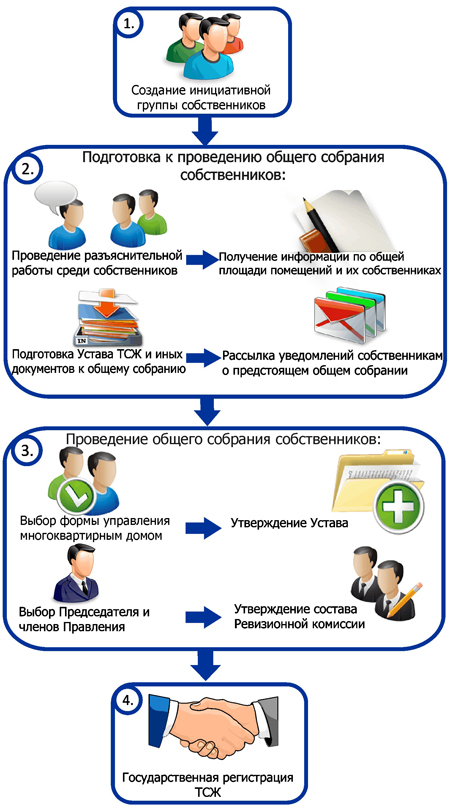 1.
Создание инициативной
группы собственников
2.
Подготовка к проведению общего собрания
собственников:
Проведение разъяснительной
работы среди собственников
Получение информации по общей
площади помещений и их собственниках
IN
Подготовка Устава ТСЖ и иных
документов к общему собранию
Рассылка уведомлений собственникам
о предстоящем общем собрании
3.
Проведение общего собрания собственников:
Выбор формы управления
многоквартирным домом
Утверждение Устава
Выбор Председателя и
членов Правления
Утверждение состава
Ревизионной комиссии
4.
Государственная регистрация
ТСЖ